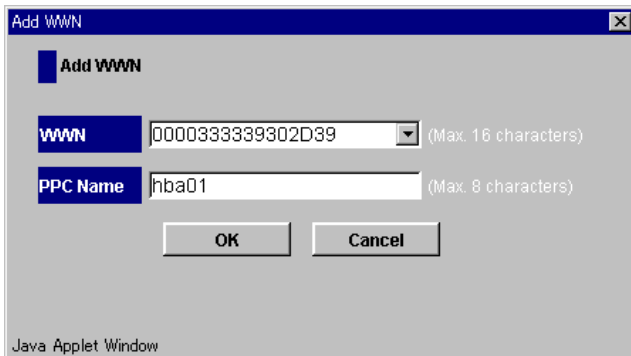 Add WWN
Add WWN
WWN 0000333339302D39 (Max. 16 characters)
PPC Name hba01 (Max. 8 characters)
OK Cancel
Java Applet Window